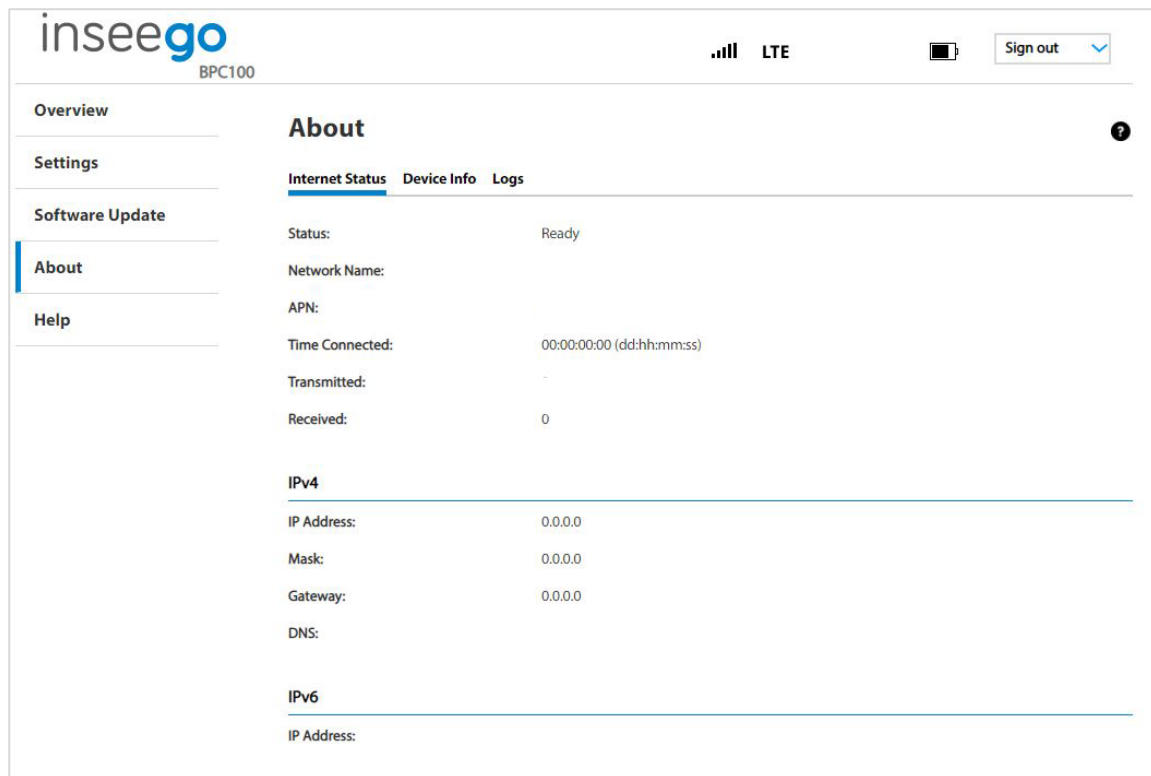 inseego
BPC100
LTE
Sign out
Overview
Settings
Software Update
About
Help
About
?
Internet Status Device Info Logs
Status: Ready
Network Name:
APN:
Time Connected: 00:00:00:00 (dd:hh:mm:ss)
Transmitted: -
Received: 0
IPv4
IP Address: 0.0.0.0
Mask: 0.0.0.0
Gateway: 0.0.0.0
DNS:
IPv6
IP Address: